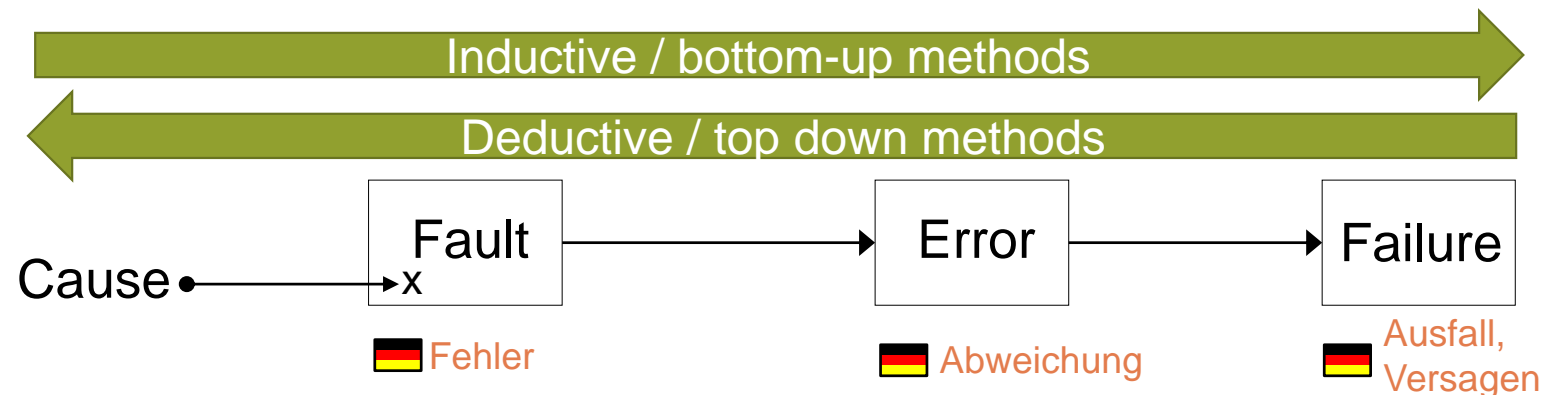 Inductive / bottom-up methods
Deductive / top down methods
Fault
Error
Failure
Cause
x
Fehler
Abweichung
Ausfall,
Versagen